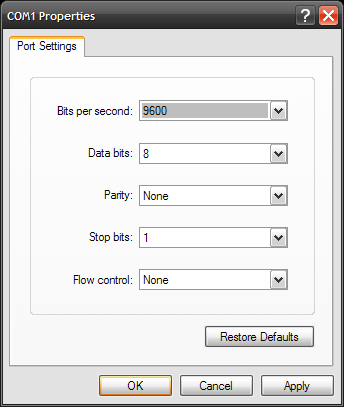 COM1 Properties
Port Settings
Bits per second: 9600
Data bits: 8
Parity: None
Stop bits: 1
Flow control: None
Restore Defaults
OK Cancel Apply